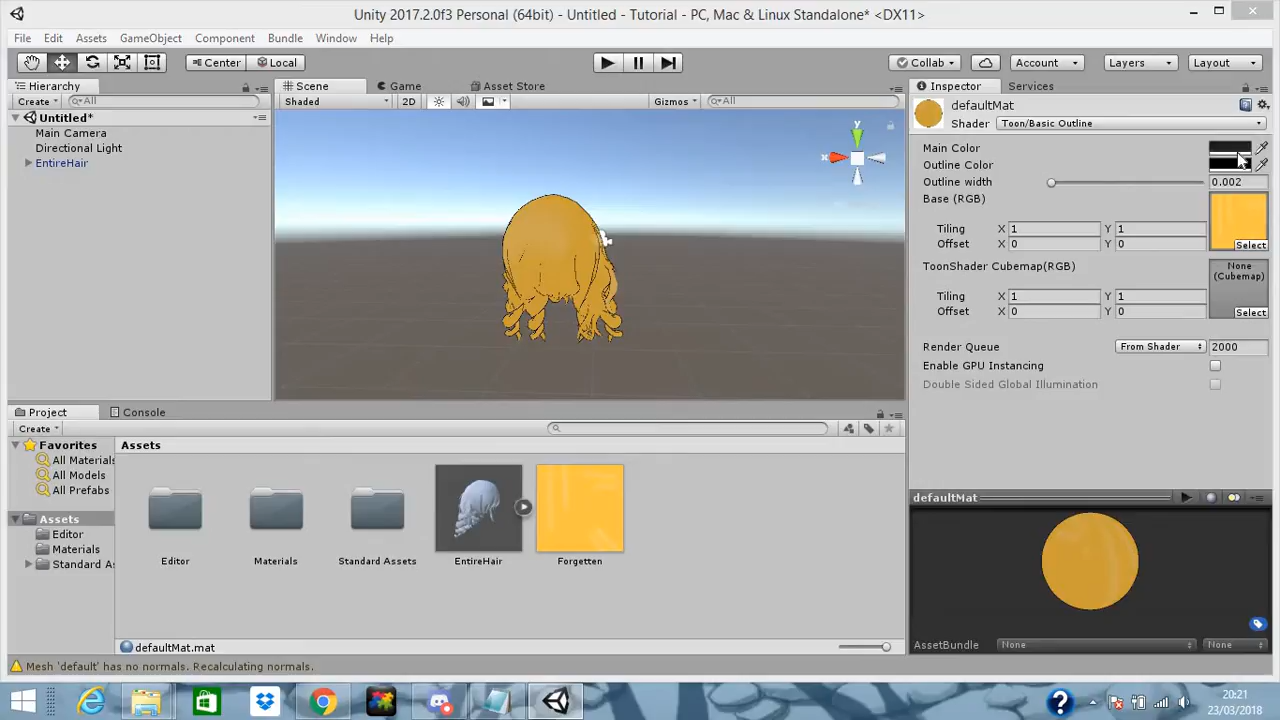 Unity 2017.2.0f3 Personal (64bit) - Untitled - Tutorial - PC, Mac & Linux Standalone* <DX11>
File Edit Assets GameObject Component Bundle Window Help
Center Local Collab Account Layers Layout
Hierarchy Scene Game Asset Store Inspector Services
Create All Shaded 2D Gizmos All
defaultMat
Shader Toon/Basic Outline
Untitled*
Main Camera
Directional Light
EntireHair
y
x
Main Color
Outline Color
Outline width 0.002
Base (RGB)
Tiling X 1 Y 1
Offset X 0 Y 0
Select
ToonShader Cubemap(RGB)
None
(Cubemap)
Tiling X 1 Y 1
Offset X 0 Y 0
Select
Render Queue From Shader 2000
Enable GPU Instancing
Double Sided Global Illumination
Project Console
Create
Favorites
All Materials
All Models
All Prefabs
Assets
Editor
Materials
Standard As
Assets
Editor
Materials
Standard Assets
EntireHair
Forgetten
defaultMat.mat
defaultMat
AssetBundle None None
Mesh 'default' has no normals. Recalculating normals.
20:21
23/03/2018